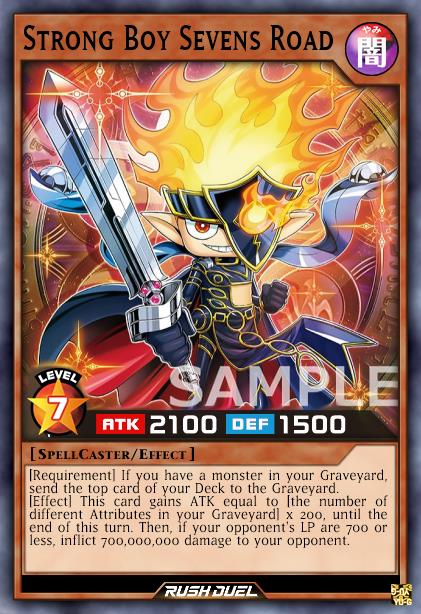 Strong Boy Sevens Road
やみ
闇
SAMPLE
LEVEL
7
ATK 2100 DEF 1500
[SpellCaster/Effect]
[Requirement] If you have a monster in your Graveyard,
send the top card of your Deck to the Graveyard.
[Effect] This card gains ATK equal to [the number of
different Attributes in your Graveyard] x 200, until the
end of this turn. Then, if your opponent's LP are 700 or
less, inflict 700,000,000 damage to your opponent.
RUSH DUEL